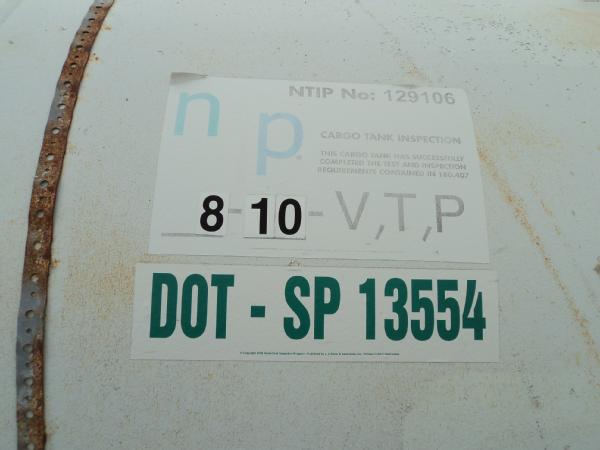 NTIP No: 129106
n p
CARGO TANK INSPECTION
THIS CARGO TANK HAS SUCCESSFULLY
COMPLETED THE TEST AND INSPECTION
REQUIREMENTS CONTAINED IN 180.407
8-10-V,T,P
DOT - SP 13554